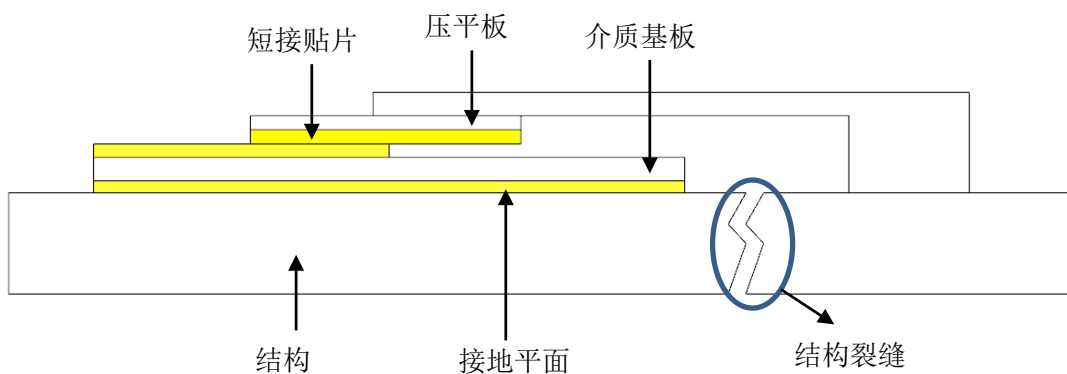 短接贴片
压平板
介质基板
结构
接地平面
结构裂缝